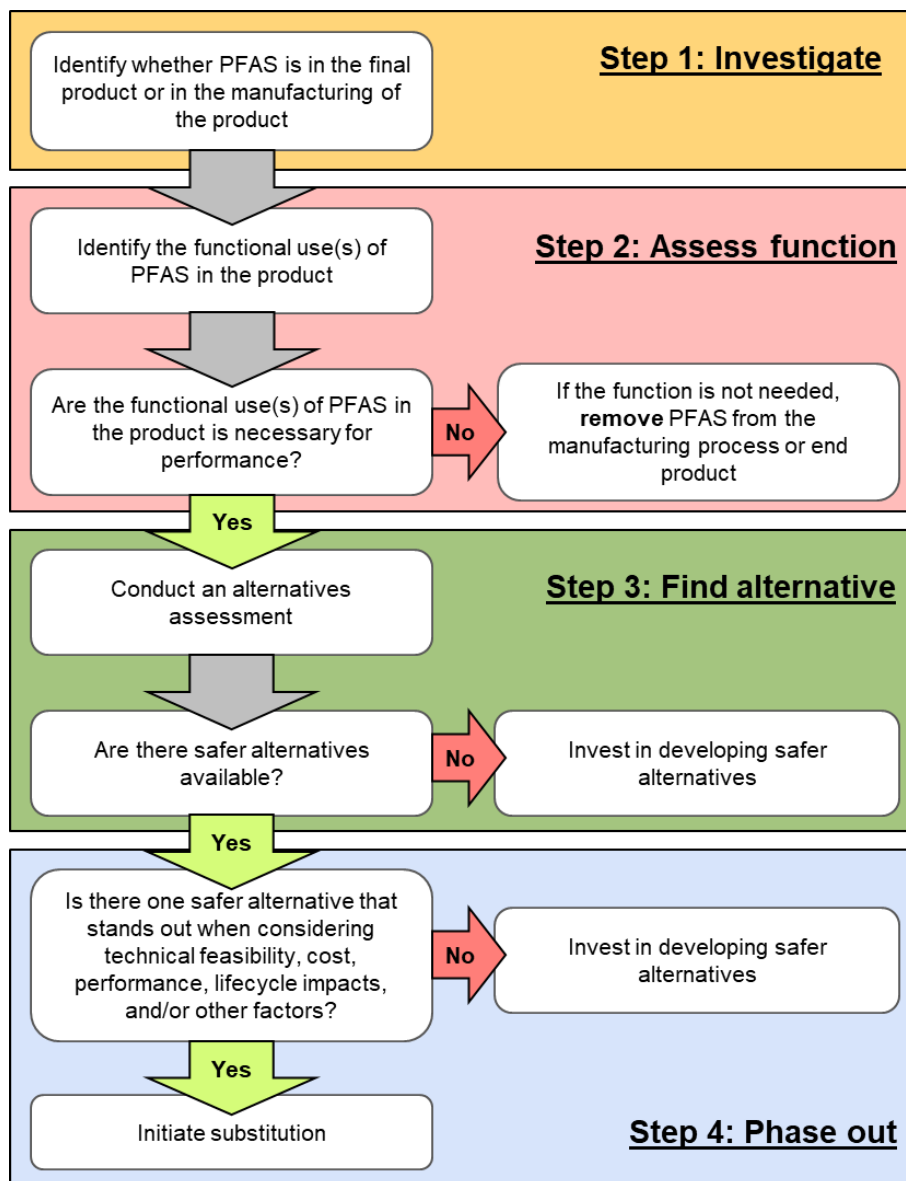 Step 1: Investigate
Identify whether PFAS is in the final
product or in the manufacturing of
the product
Step 2: Assess function
Identify the functional use(s) of
PFAS in the product
Are the functional use(s) of PFAS in
the product is necessary for
performance?
No
If the function is not needed,
remove PFAS from the
manufacturing process or end
product
Yes
Step 3: Find alternative
Conduct an alternatives
assessment
Are there safer alternatives
available?
No
Invest in developing safer
alternatives
Yes
Is there one safer alternative that
stands out when considering
technical feasibility, cost,
performance, lifecycle impacts,
and/or other factors?
No
Invest in developing safer
alternatives
Yes
Initiate substitution
Step 4: Phase out